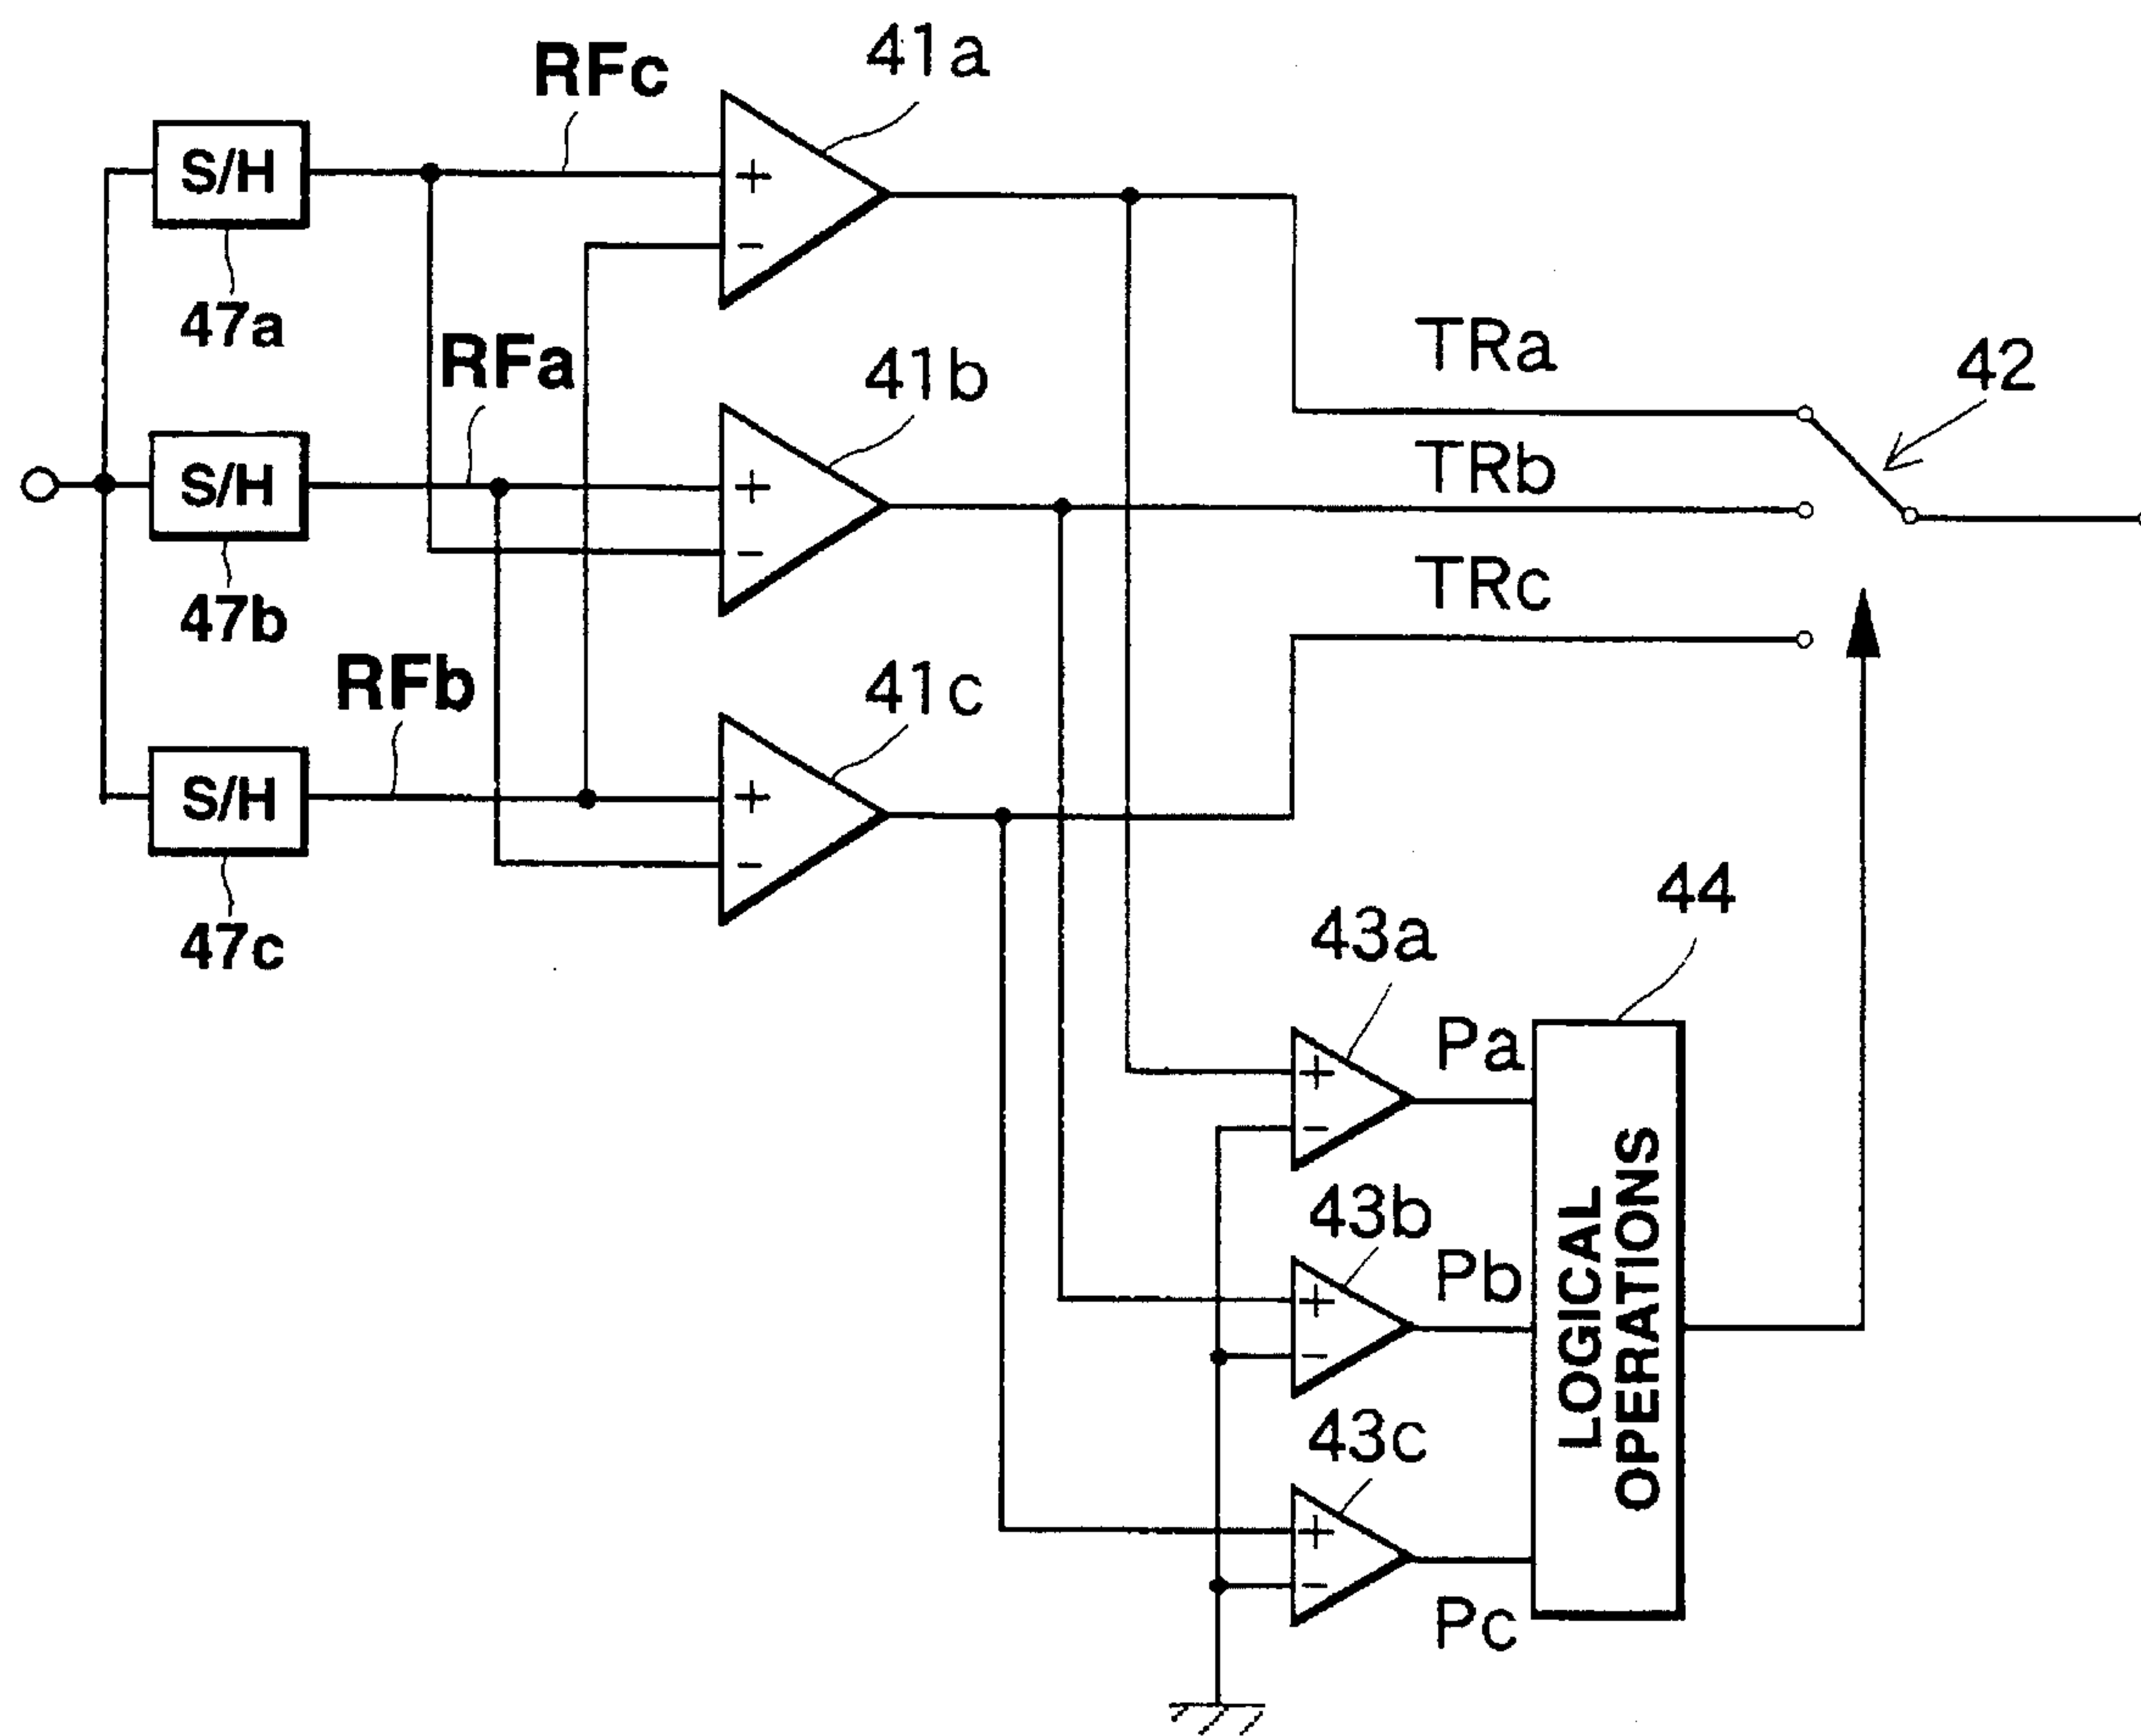 RFc
41a
S/H
+
−
47a
RFa
41b
TRa
42
S/H
+
−
TRb
47b
TRc
RFb
41c
S/H
+
−
47c
44
43a
Pa
+
−
43b
Pb
+
−
LOGICAL
OPERATIONS
43c
+
−
Pc